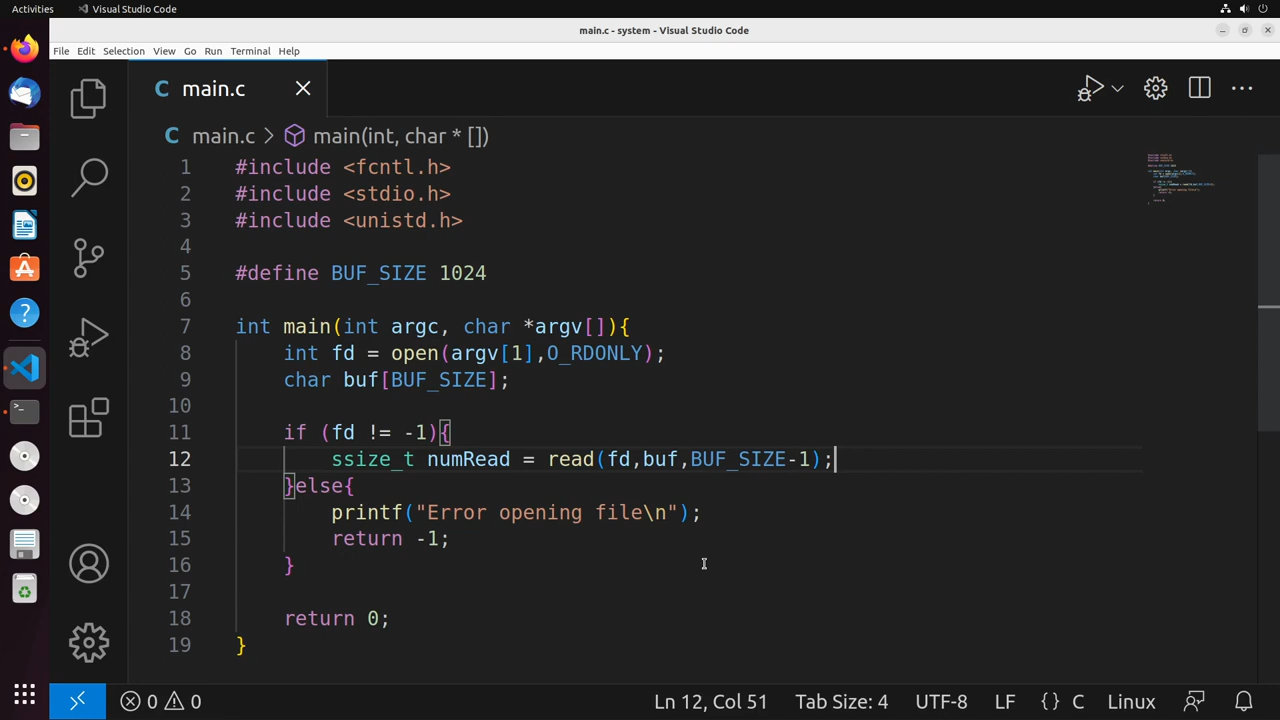 Activities
Visual Studio Code
main.c - system - Visual Studio Code
File Edit Selection View Go Run Terminal Help
C main.c
C main.c > main(int, char * [])
1 #include <fcntl.h>
2 #include <stdio.h>
3 #include <unistd.h>
4
5 #define BUF_SIZE 1024
6
7 int main(int argc, char *argv[]){
8     int fd = open(argv[1],O_RDONLY);
9     char buf[BUF_SIZE];
10
11     if (fd != -1){
12         ssize_t numRead = read(fd,buf,BUF_SIZE-1);
13     }else{
14         printf("Error opening file\n");
15         return -1;
16     }
17
18     return 0;
19 }
0 0 Ln 12, Col 51 Tab Size: 4 UTF-8 LF {} C Linux